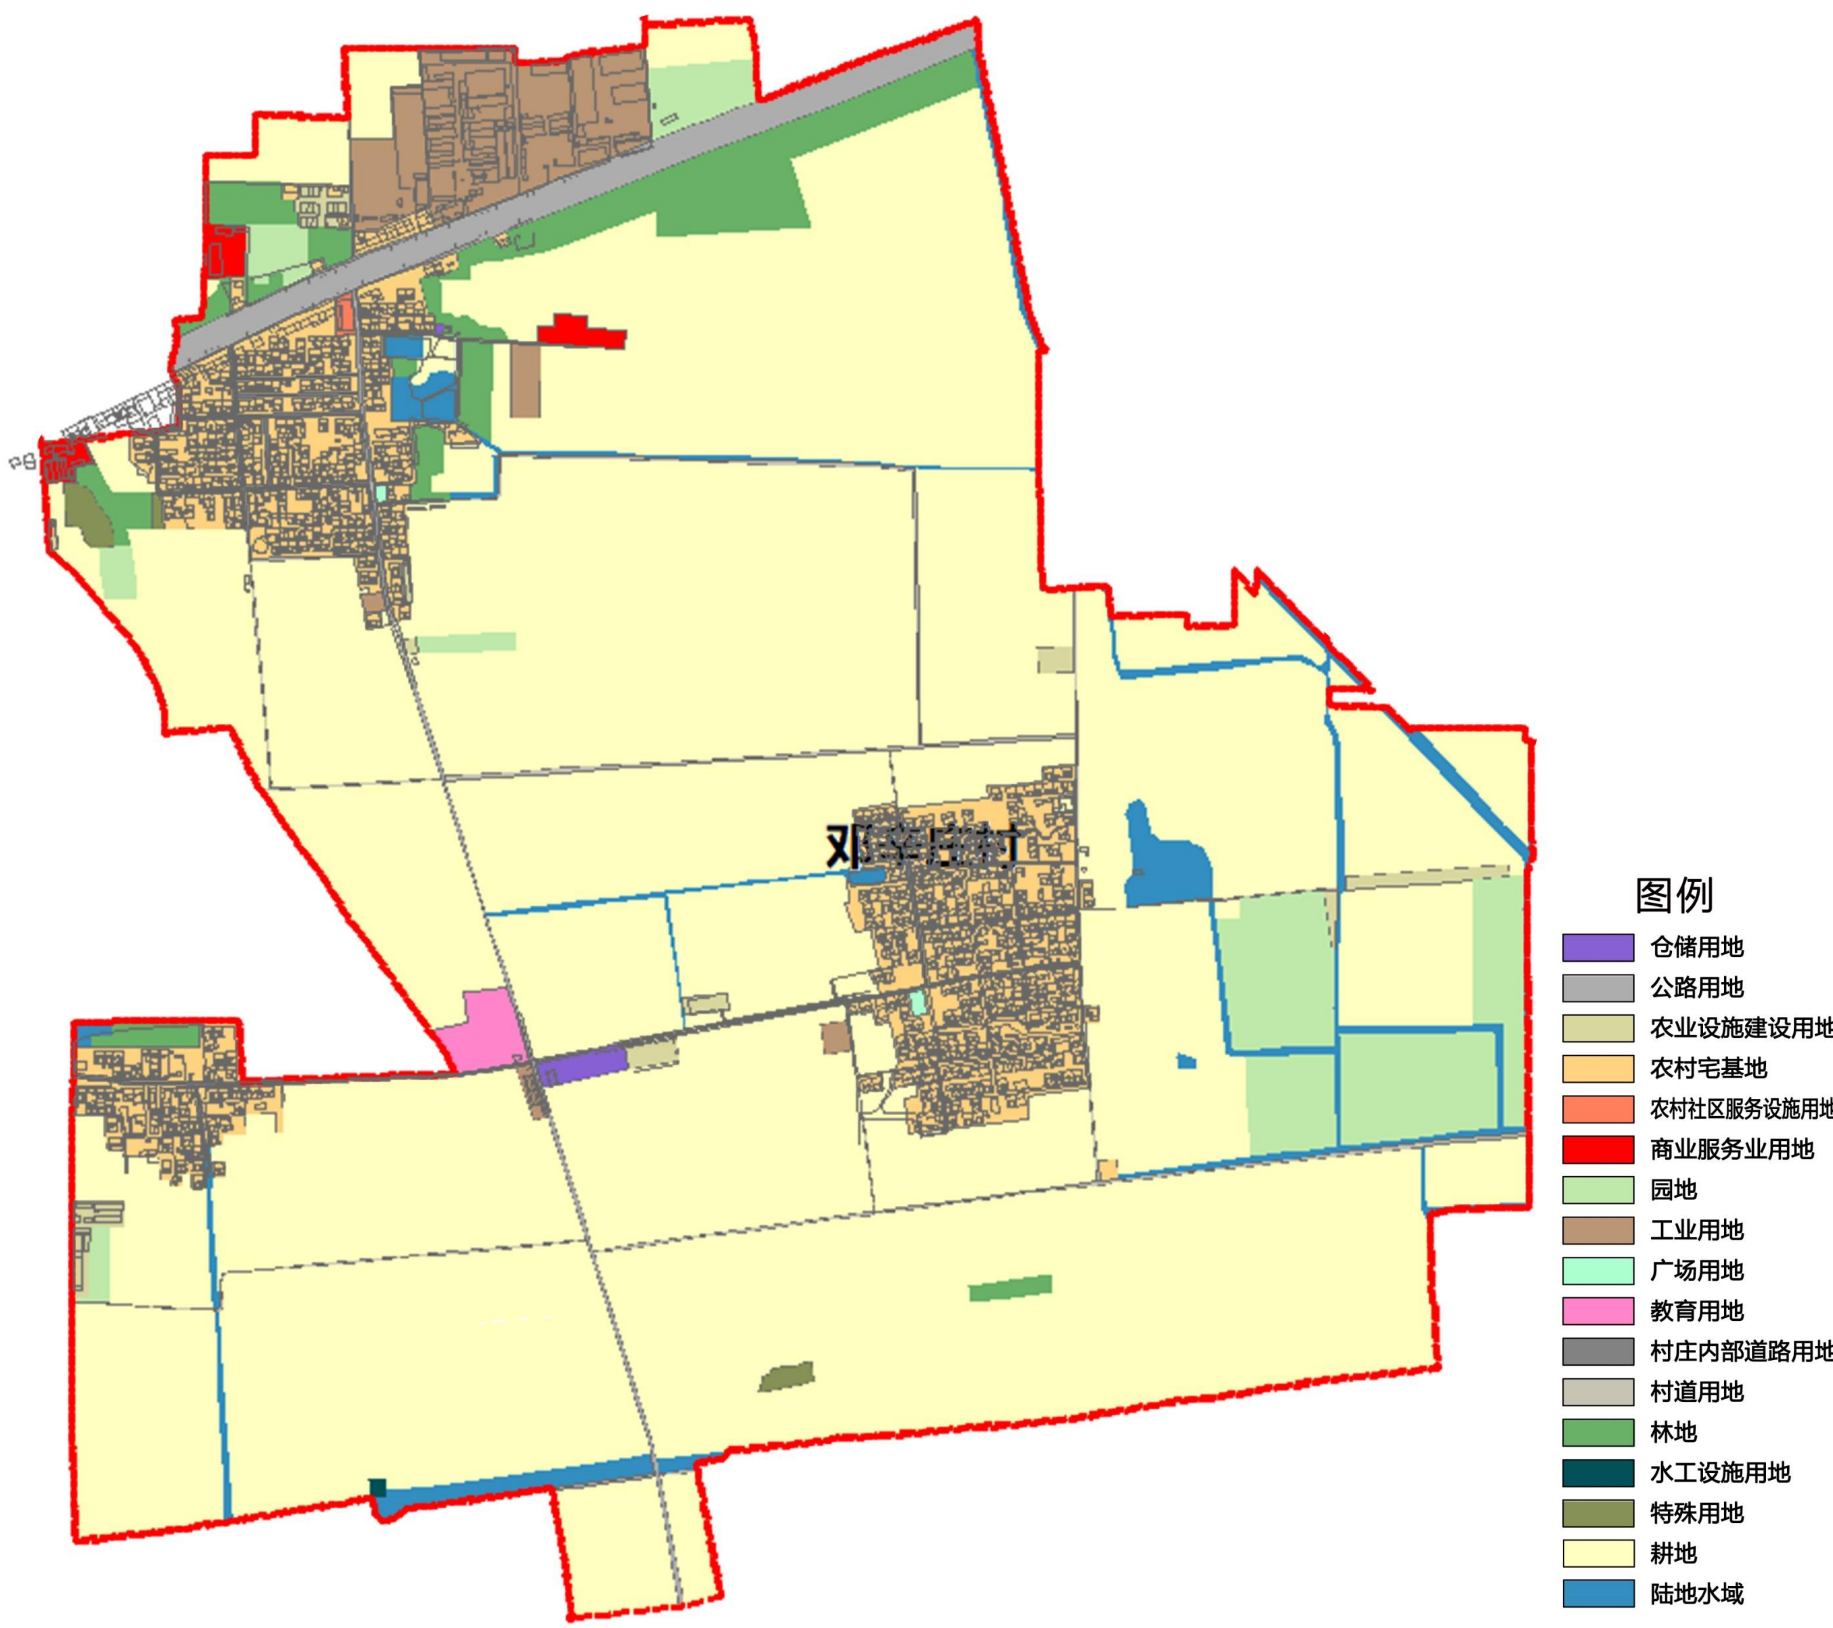 邓
村
图例
仓储用地
公路用地
农业设施建设用地
农村宅基地
农村社区服务设施用地
商业服务业用地
园地
工业用地
广场用地
教育用地
村庄内部道路用地
村道用地
林地
水工设施用地
特殊用地
耕地
陆地水域